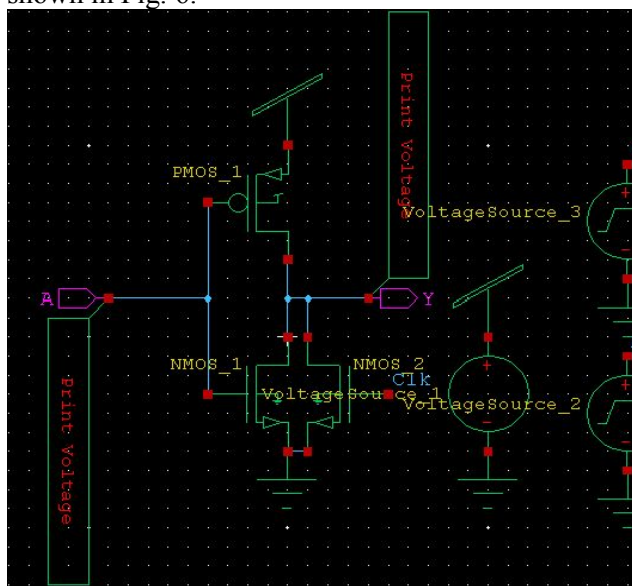 shown in Fig. 6.
Print Voltage
PMOS_1
VoltageSource_3
A
Y
NMOS_1
NMOS_2
Clk
VoltageSource_1
VoltageSource_2
Print Voltage